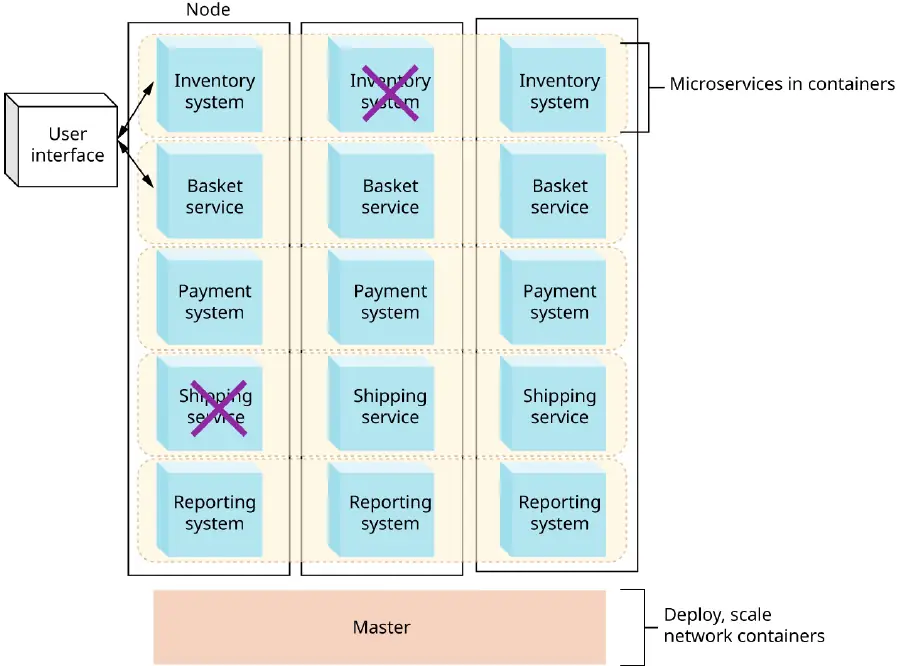 Node
Inventory
system
Inventory
system
Inventory
system
Microservices in containers
User
interface
Basket
service
Basket
service
Basket
service
Payment
system
Payment
system
Payment
system
Shipping
service
Shipping
service
Shipping
service
Reporting
system
Reporting
system
Reporting
system
Master
Deploy, scale
network containers